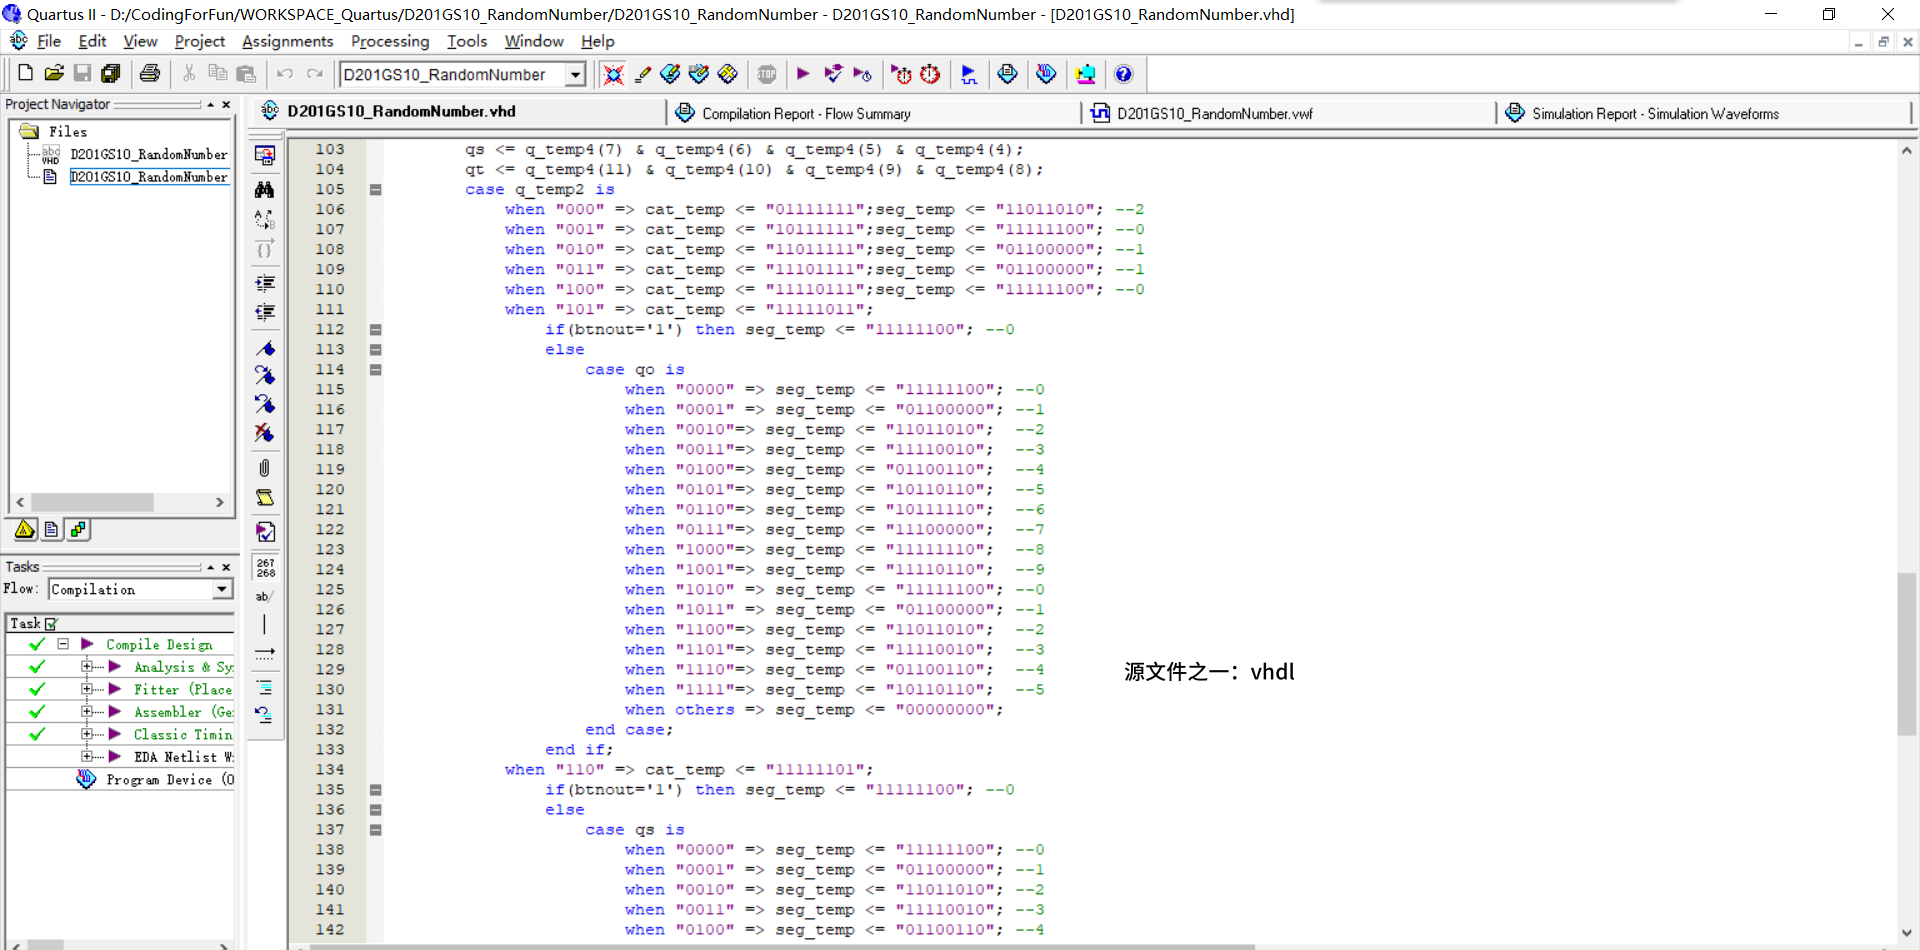 Quartus II - D:/CodingForFun/WORKSPACE_Quartus/D201GS10_RandomNumber/D201GS10_RandomNumber - D201GS10_RandomNumber - [D201GS10_RandomNumber.vhd]
File Edit View Project Assignments Processing Tools Window Help
D201GS10_RandomNumber
STOP
Project Navigator
Files
abc
VHD
D201GS10_RandomNumber
D201GS10_RandomNumber
Tasks
Flow: Compilation
Task
Compile Design
Analysis & Sy
Fitter (Place
Assembler (Ge
Classic Timin
EDA Netlist W
Program Device (O
267
268
ab/
D201GS10_RandomNumber.vhd
Compilation Report - Flow Summary
D201GS10_RandomNumber.vwf
Simulation Report - Simulation Waveforms
103 qs <= q_temp4(7) & q_temp4(6) & q_temp4(5) & q_temp4(4);
104 qt <= q_temp4(11) & q_temp4(10) & q_temp4(9) & q_temp4(8);
105 case q_temp2 is
106 when "000" => cat_temp <= "01111111";seg_temp <= "11011010"; --2
107 when "001" => cat_temp <= "10111111";seg_temp <= "11111100"; --0
108 when "010" => cat_temp <= "11011111";seg_temp <= "01100000"; --1
109 when "011" => cat_temp <= "11101111";seg_temp <= "01100000"; --1
110 when "100" => cat_temp <= "11110111";seg_temp <= "11111100"; --0
111 when "101" => cat_temp <= "11111011";
112 if(btnout='1') then seg_temp <= "11111100"; --0
113 else
114 case qo is
115 when "0000" => seg_temp <= "11111100"; --0
116 when "0001" => seg_temp <= "01100000"; --1
117 when "0010"=> seg_temp <= "11011010"; --2
118 when "0011"=> seg_temp <= "11110010"; --3
119 when "0100"=> seg_temp <= "01100110"; --4
120 when "0101"=> seg_temp <= "10110110"; --5
121 when "0110"=> seg_temp <= "10111110"; --6
122 when "0111"=> seg_temp <= "11100000"; --7
123 when "1000"=> seg_temp <= "11111110"; --8
124 when "1001"=> seg_temp <= "11110110"; --9
125 when "1010" => seg_temp <= "11111100"; --0
126 when "1011" => seg_temp <= "01100000"; --1
127 when "1100"=> seg_temp <= "11011010"; --2
128 when "1101"=> seg_temp <= "11110010"; --3
129 when "1110"=> seg_temp <= "01100110"; --4
130 when "1111"=> seg_temp <= "10110110"; --5
131 when others => seg_temp <= "00000000";
132 end case;
133 end if;
134 when "110" => cat_temp <= "11111101";
135 if(btnout='1') then seg_temp <= "11111100"; --0
136 else
137 case qs is
138 when "0000" => seg_temp <= "11111100"; --0
139 when "0001" => seg_temp <= "01100000"; --1
140 when "0010" => seg_temp <= "11011010"; --2
141 when "0011" => seg_temp <= "11110010"; --3
142 when "0100" => seg_temp <= "01100110"; --4
源文件之一：vhdl